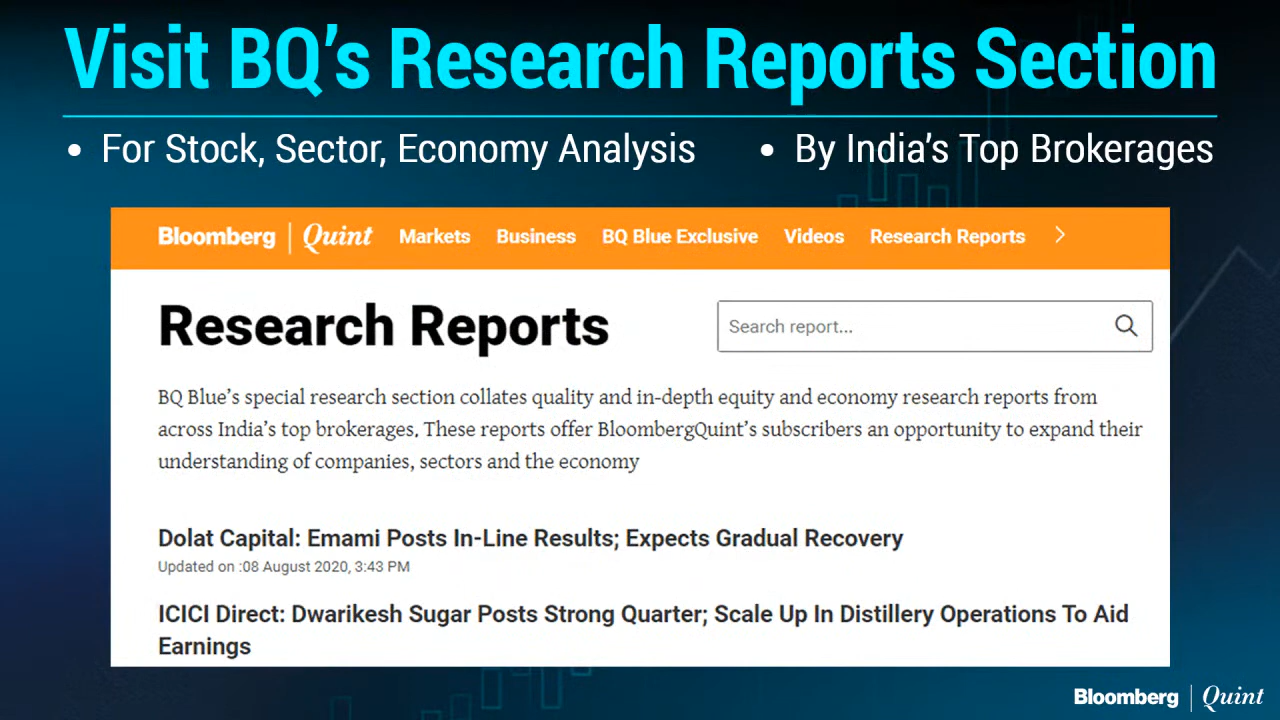 Visit BQ’s Research Reports Section
• For Stock, Sector, Economy Analysis • By India’s Top Brokerages
Bloomberg | Quint Markets Business BQ Blue Exclusive Videos Research Reports >
Research Reports Search report...
BQ Blue’s special research section collates quality and in-depth equity and economy research reports from
across India’s top brokerages. These reports offer BloombergQuint’s subscribers an opportunity to expand their
understanding of companies, sectors and the economy
Dolat Capital: Emami Posts In-Line Results; Expects Gradual Recovery
Updated on :08 August 2020, 3:43 PM
ICICI Direct: Dwarikesh Sugar Posts Strong Quarter; Scale Up In Distillery Operations To Aid
Earnings
Bloomberg | Quint